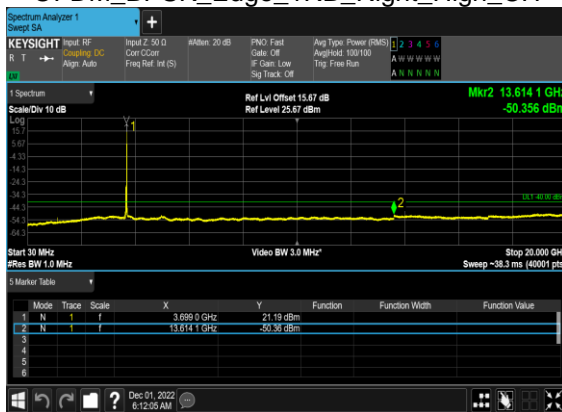 Spectrum Analyzer 1
Swept SA
+
KEYSIGHT
Input: RF
Coupling: DC
Align: Auto
Input Z: 50 Ω
Corr CCorr
Freq Ref: Int (S)
#Atten: 20 dB
PNO: Fast
Gate: Off
IF Gain: Low
Sig Track: Off
Avg Type: Power (RMS)
Avg|Hold: 100/100
Trig: Free Run
1 2 3 4 5 6
A W W W W W
A N N N N N
R T
LU
1 Spectrum
Scale/Div 10 dB
Ref Lvl Offset 15.67 dB
Ref Level 25.67 dBm
Mkr2 13.614 1 GHz
-50.356 dBm
Log
15.7
5.67
-4.33
-14.3
-24.3
-34.3
-44.3
-54.3
-64.3
1
2
Start 30 MHz
#Res BW 1.0 MHz
Video BW 3.0 MHz*
Stop 20.000 GHz
Sweep ~38.3 ms (40001 pts)
5 Marker Table
Mode Trace Scale X Y Function Function Width Function Value
1 N 1 f 3.699 0 GHz 21.19 dBm
2 N 1 f 13.614 1 GHz -50.36 dBm
3
4
5
6
?
Dec 01, 2022
6:12:05 AM